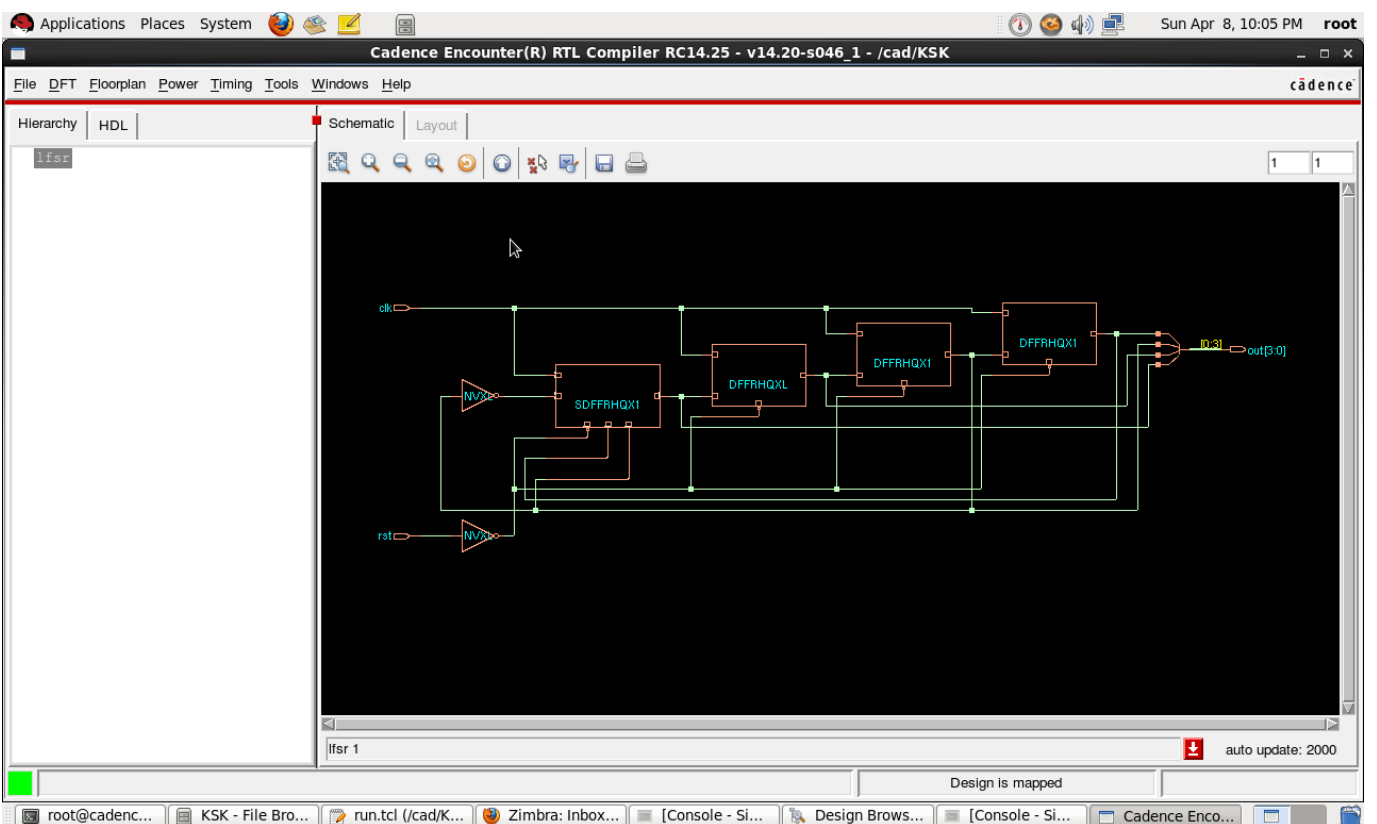 Applications Places System Sun Apr 8, 10:05 PM root
Cadence Encounter(R) RTL Compiler RC14.25 - v14.20-s046_1 - /cad/KSK
File DFT Floorplan Power Timing Tools Windows Help cādence
Hierarchy HDL Schematic Layout
lfsr
1 1
clk
DFFRHQX1
[0:3] out[3:0]
DFFRHQX1
DFFRHQXL
NVXL
SDFFRHQX1
rst NVXL
lfsr 1 auto update: 2000
Design is mapped
root@cadenc... KSK - File Bro... run.tcl (/cad/K... Zimbra: Inbox... [Console - Si... Design Brows... [Console - Si... Cadence Enco...